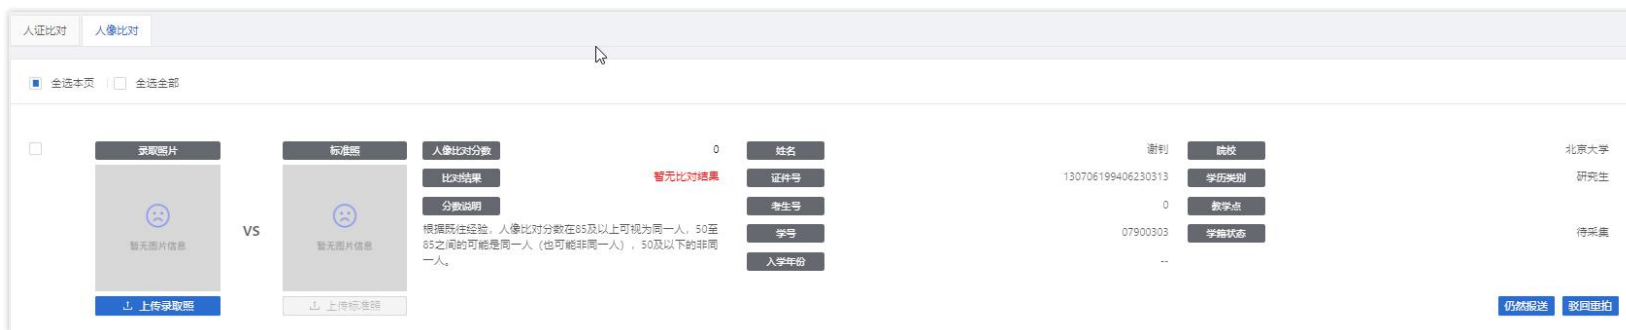 人证比对 人像比对
全选本页 全选全部
录取照片 标准照 人像比对分数 0 姓名 谢钊 院校 北京大学
比对结果 暂无比对结果 证件号 130706199406230313 学历类别 研究生
分数说明 考生号 0 教学点
暂无图片信息 VS 暂无图片信息 根据既往经验，人像比对分数在85及以上可视为同一人，50至 学号 07900303 学籍状态 待采集
85之间的可能是同一人（也可能非同一人），50及以下的非同
一人。 入学年份 --
上传录取照 上传标准照 仍然报送 驳回重拍